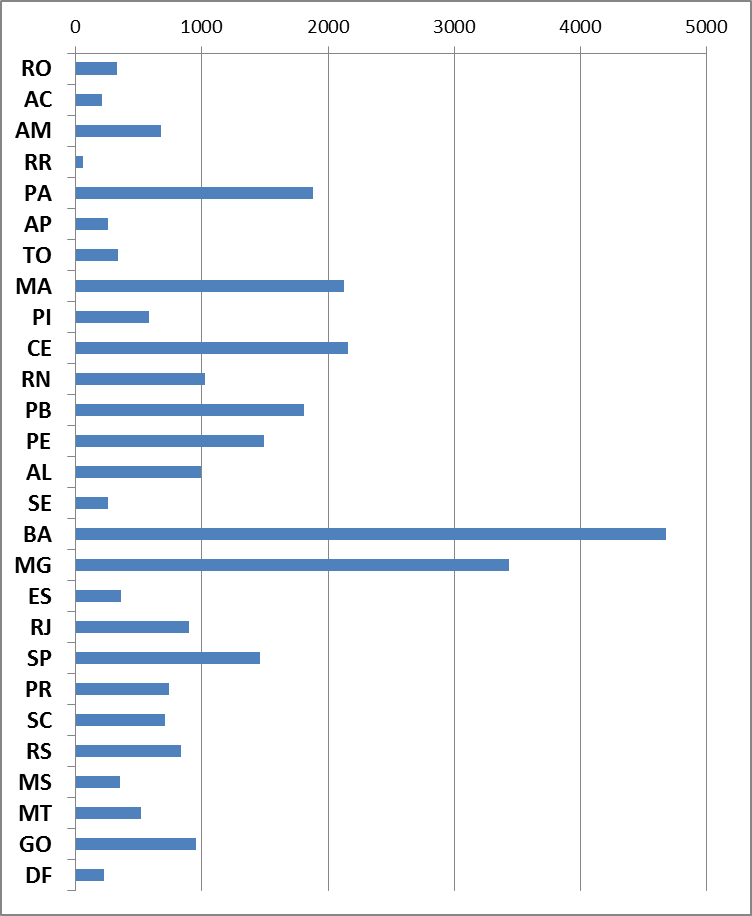 0 1000 2000 3000 4000 5000
RO
AC
AM
RR
PA
AP
TO
MA
PI
CE
RN
PB
PE
AL
SE
BA
MG
ES
RJ
SP
PR
SC
RS
MS
MT
GO
DF